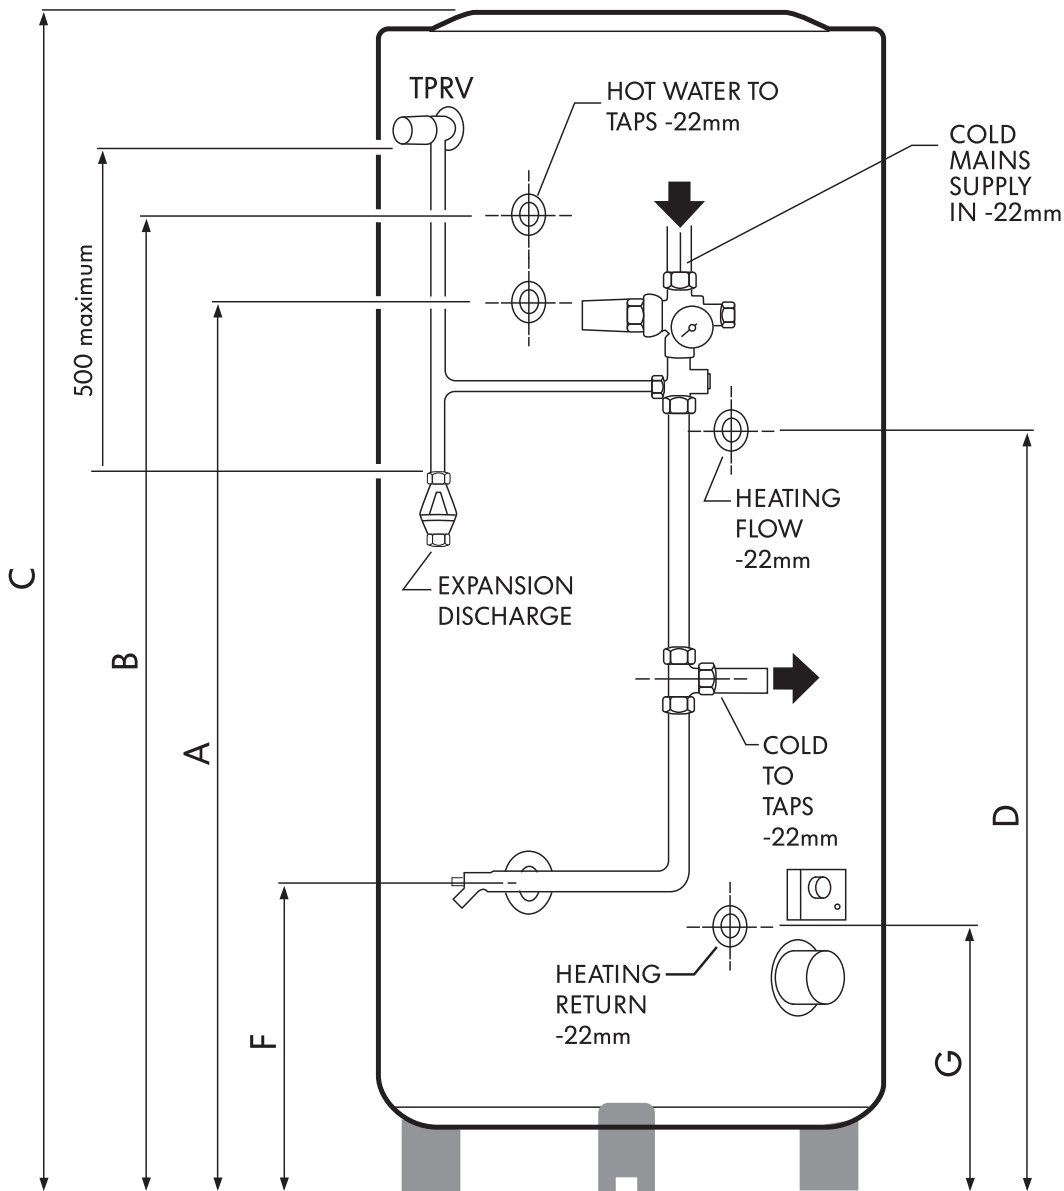 TPRV
HOT WATER TO
TAPS -22mm
COLD
MAINS
SUPPLY
IN -22mm
500 maximum
HEATING
FLOW
-22mm
EXPANSION
DISCHARGE
C
B
A
COLD
TO
TAPS
-22mm
D
HEATING
RETURN
-22mm
F
G